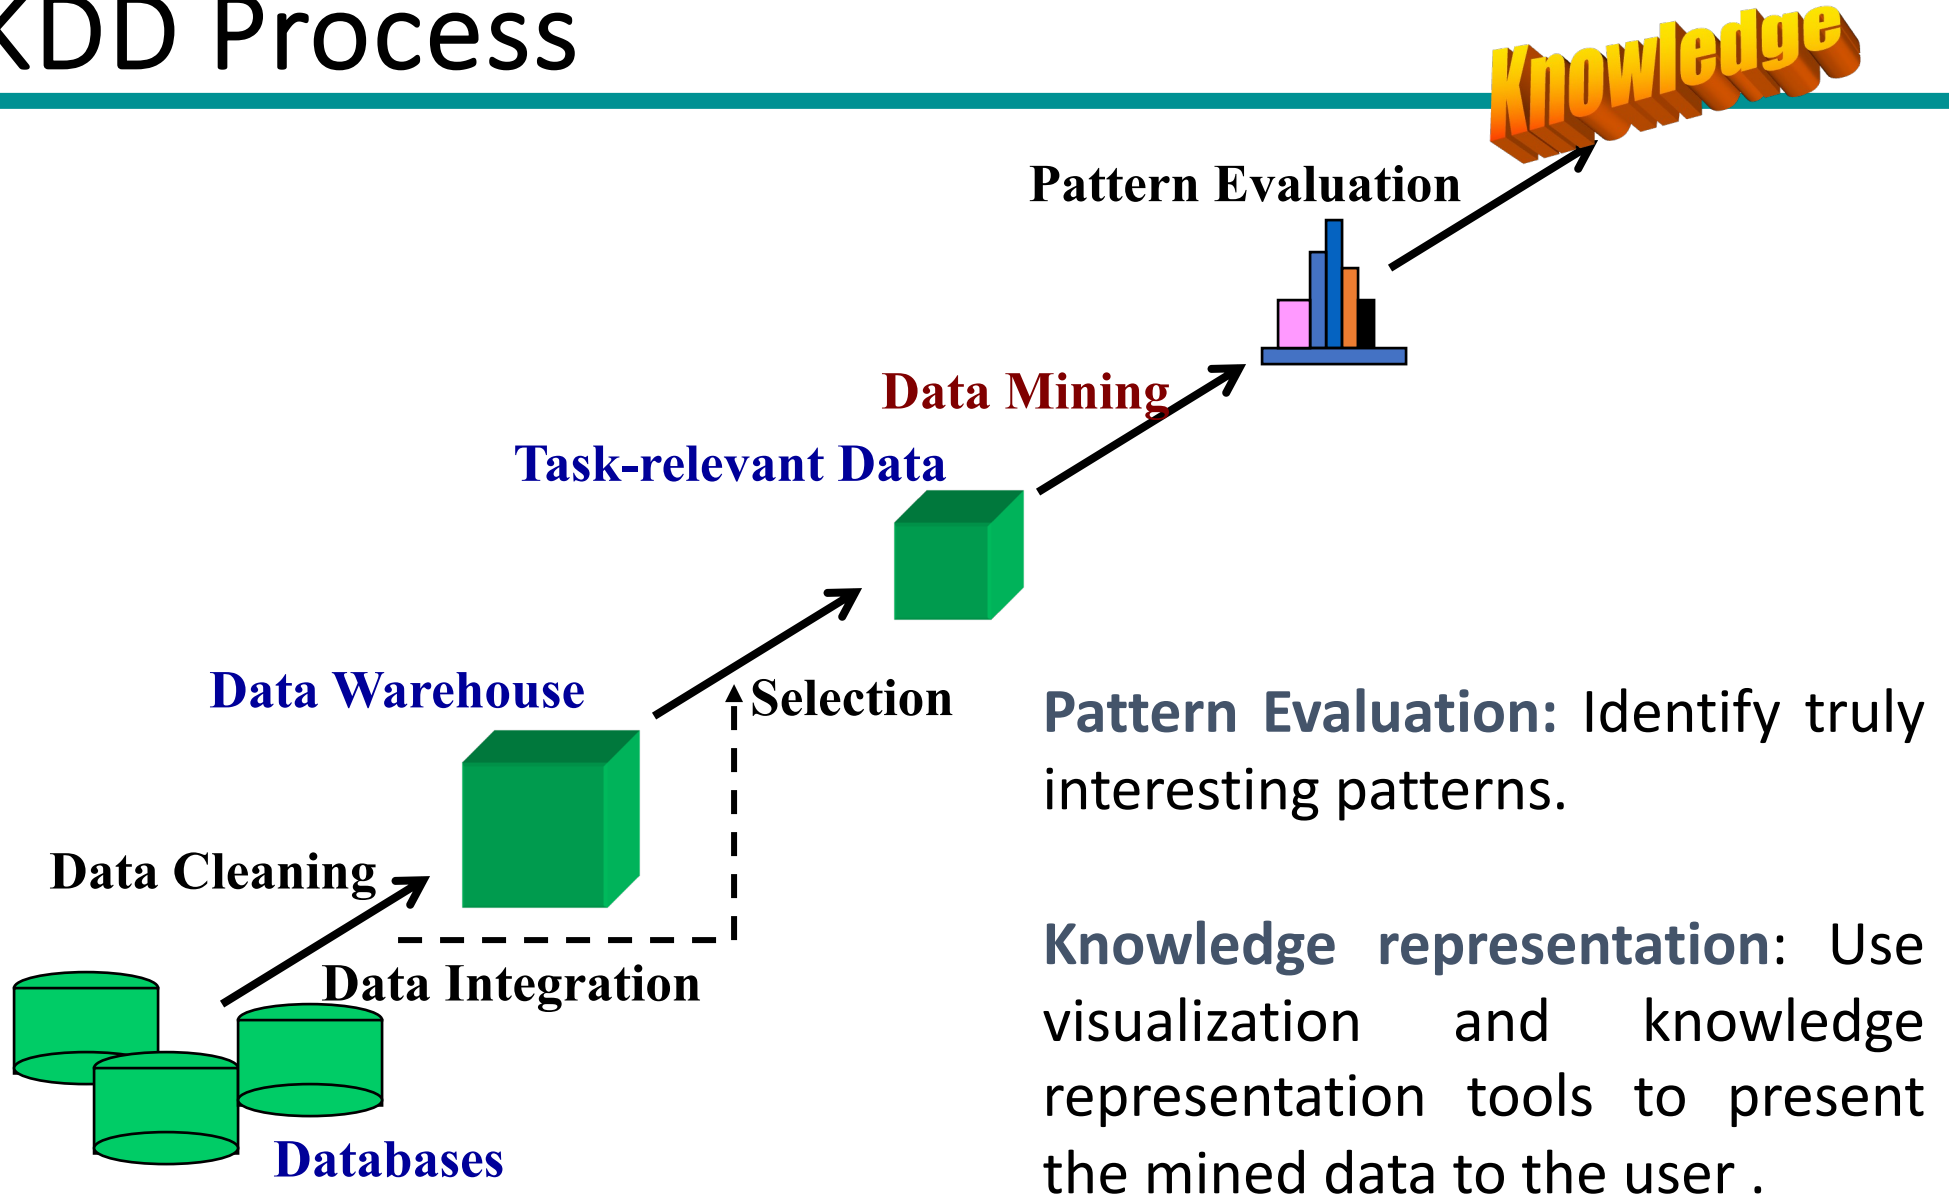 KDD Process
Knowledge
Pattern Evaluation
Data Mining
Task-relevant Data
Data Warehouse
Selection
Data Cleaning
Data Integration
Databases
Pattern Evaluation: Identify truly
interesting patterns.
Knowledge representation: Use
visualization and knowledge
representation tools to present
the mined data to the user .